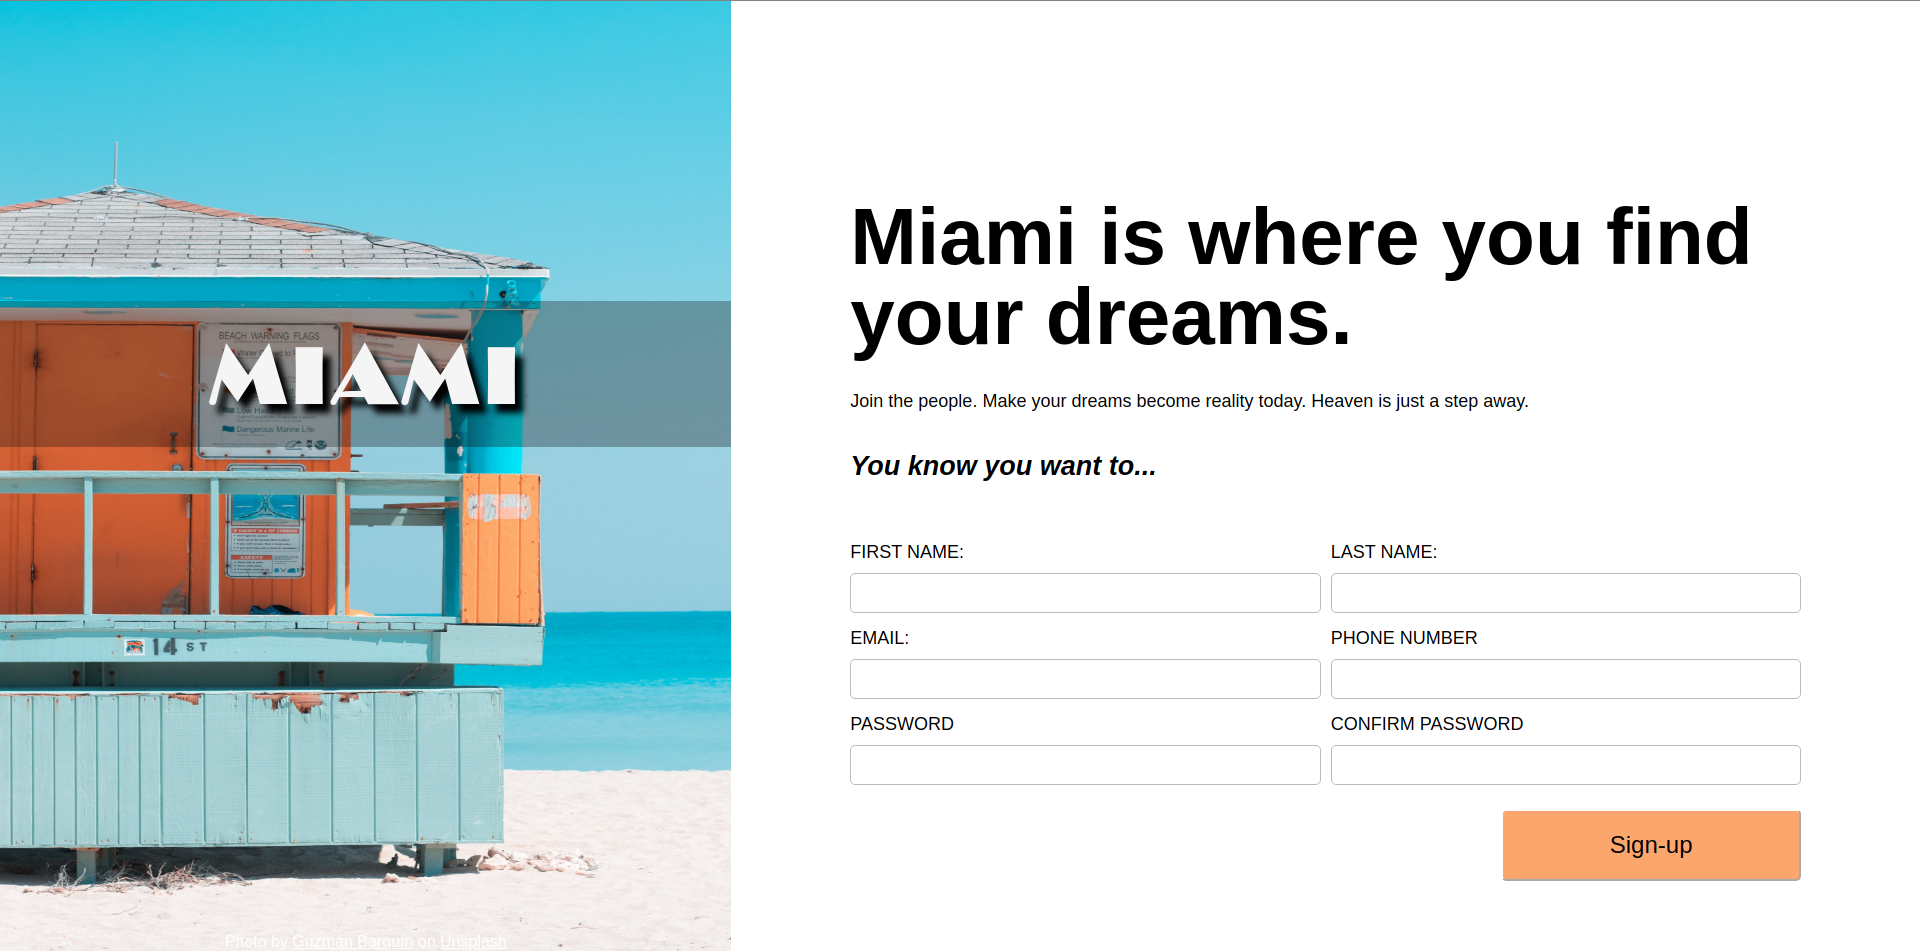 BEACH WARNING FLAGS
MIAMI
Dangerous Marine Life
14 ST
Photo by Guzmán Barquín on Unsplash
Miami is where you find
your dreams.
Join the people. Make your dreams become reality today. Heaven is just a step away.
You know you want to...
FIRST NAME:
LAST NAME:
EMAIL:
PHONE NUMBER
PASSWORD
CONFIRM PASSWORD
Sign-up